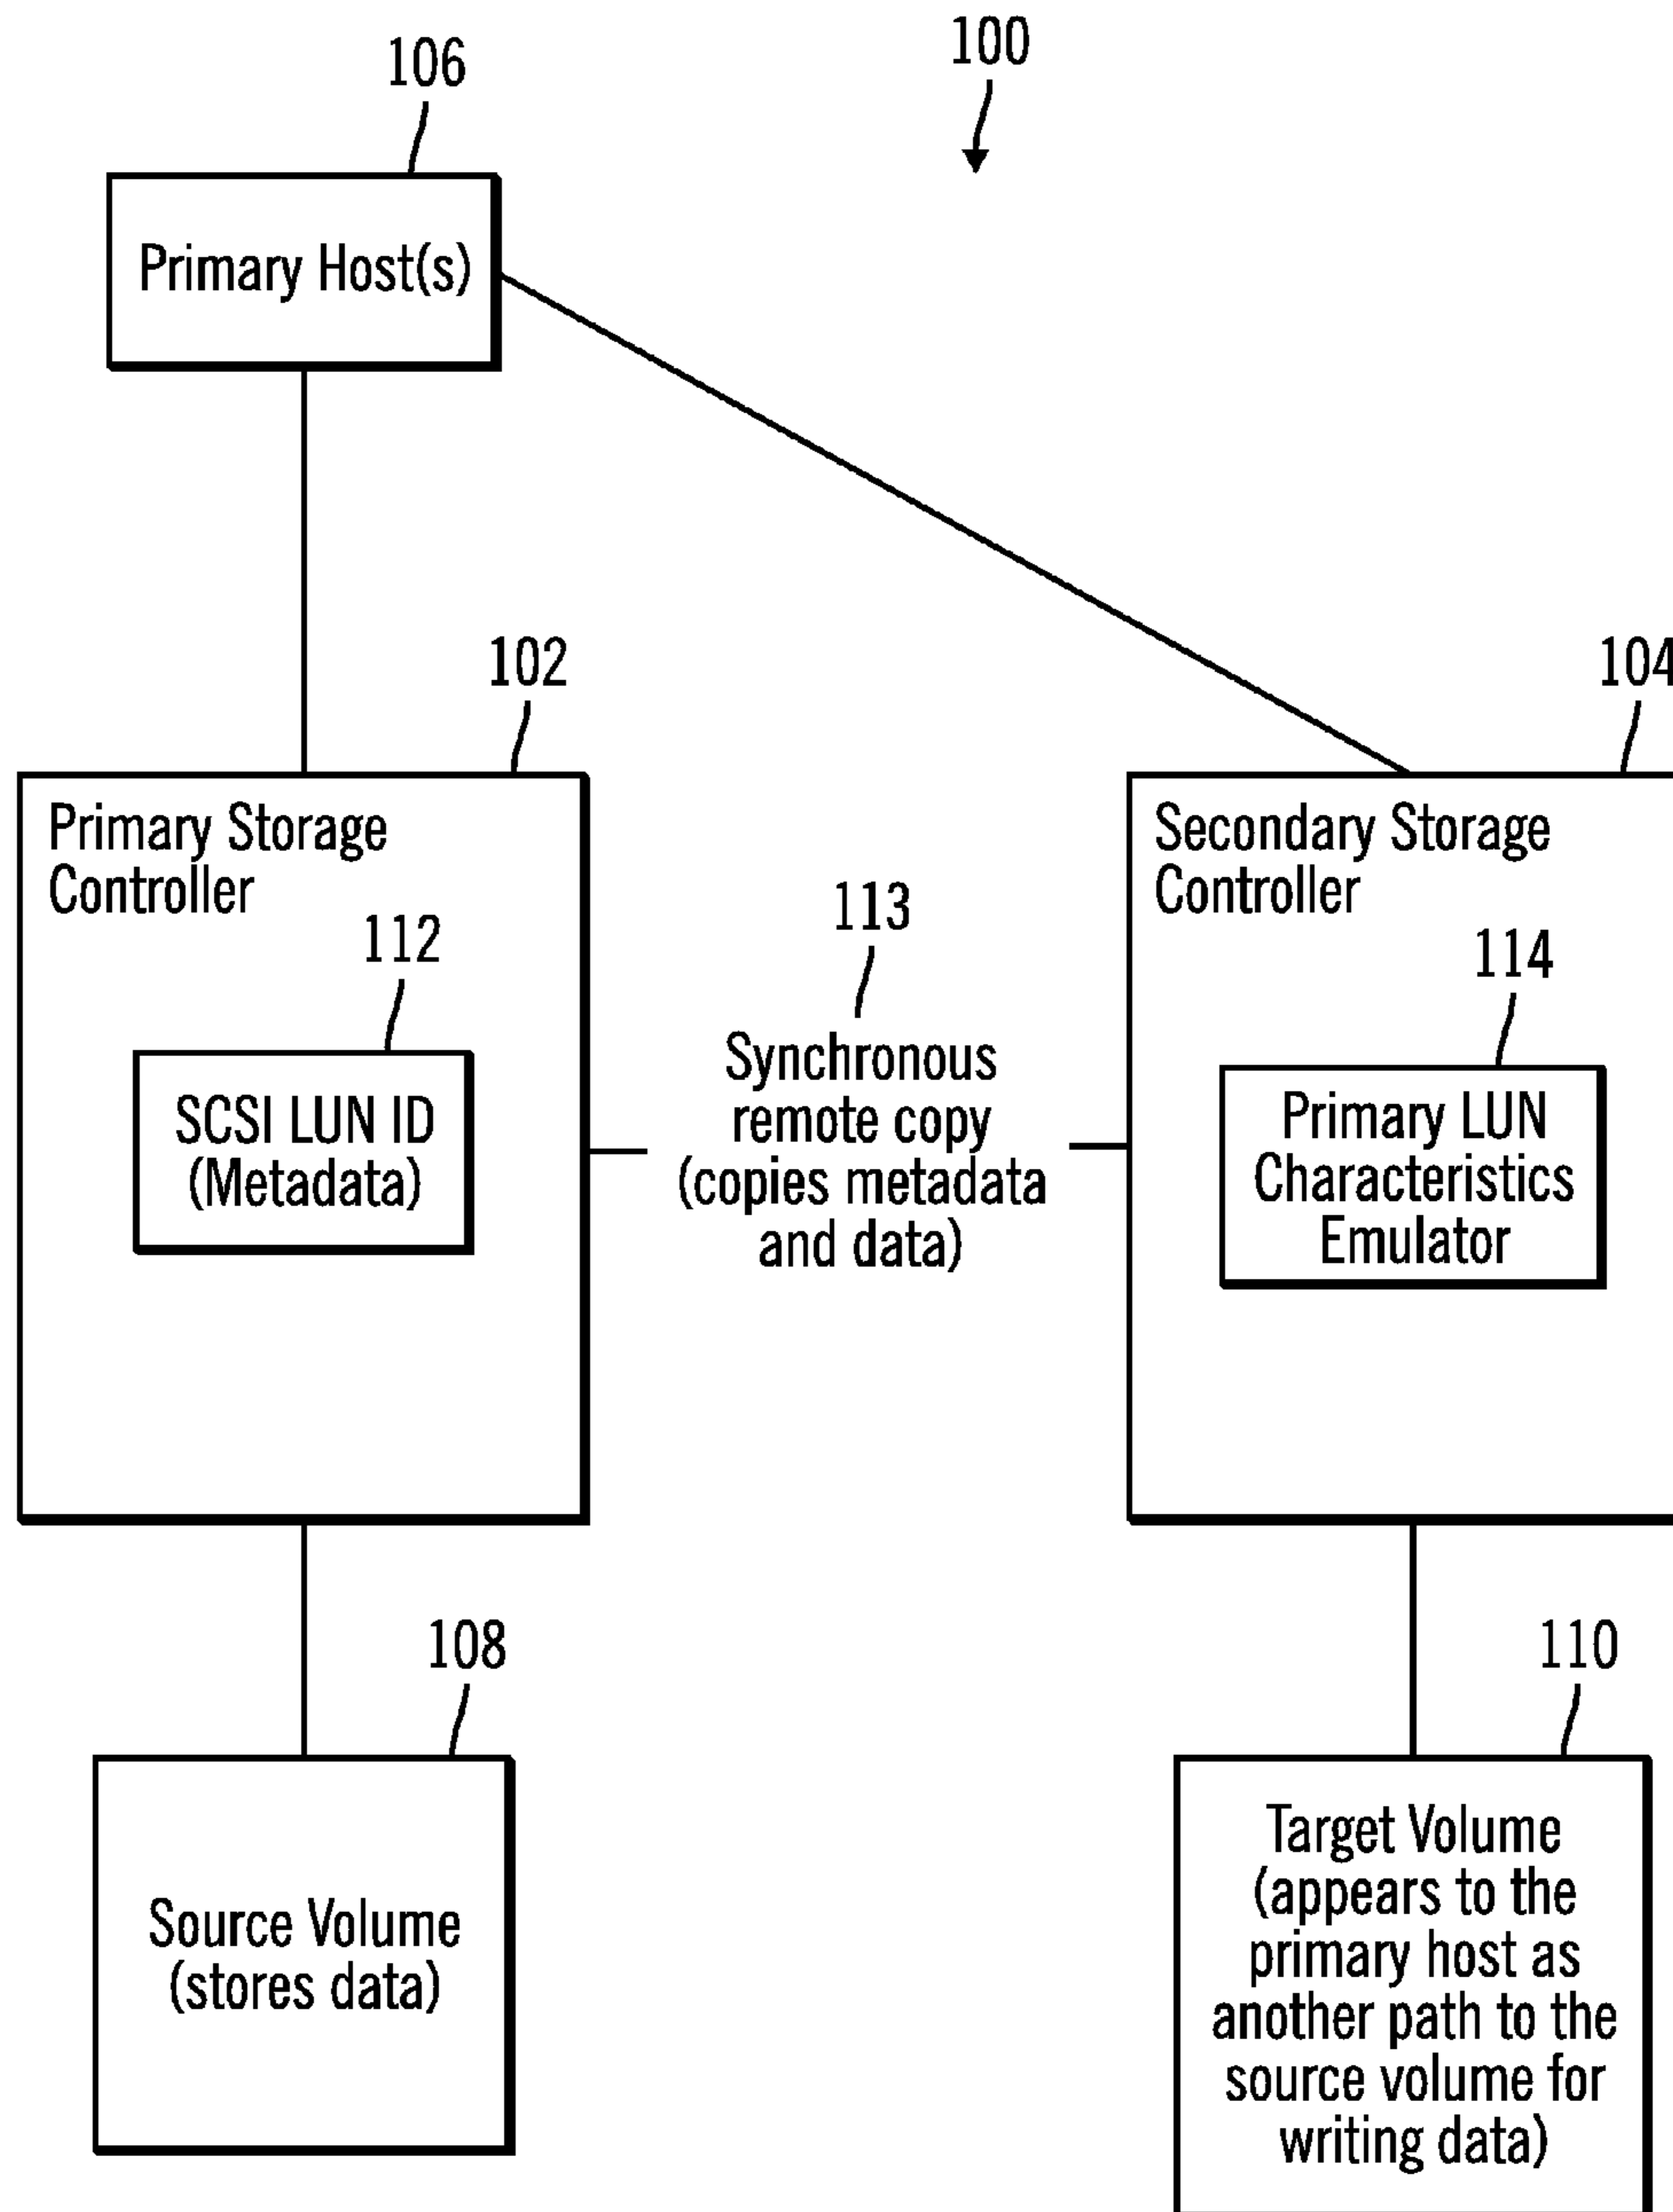 100
106
Primary Host(s)
102
104
Primary Storage
Controller
Secondary Storage
Controller
112
113
114
SCSI LUN ID
(Metadata)
Synchronous
remote copy
(copies metadata
and data)
Primary LUN
Characteristics
Emulator
108
110
Source Volume
(stores data)
Target Volume
(appears to the
primary host as
another path to the
source volume for
writing data)